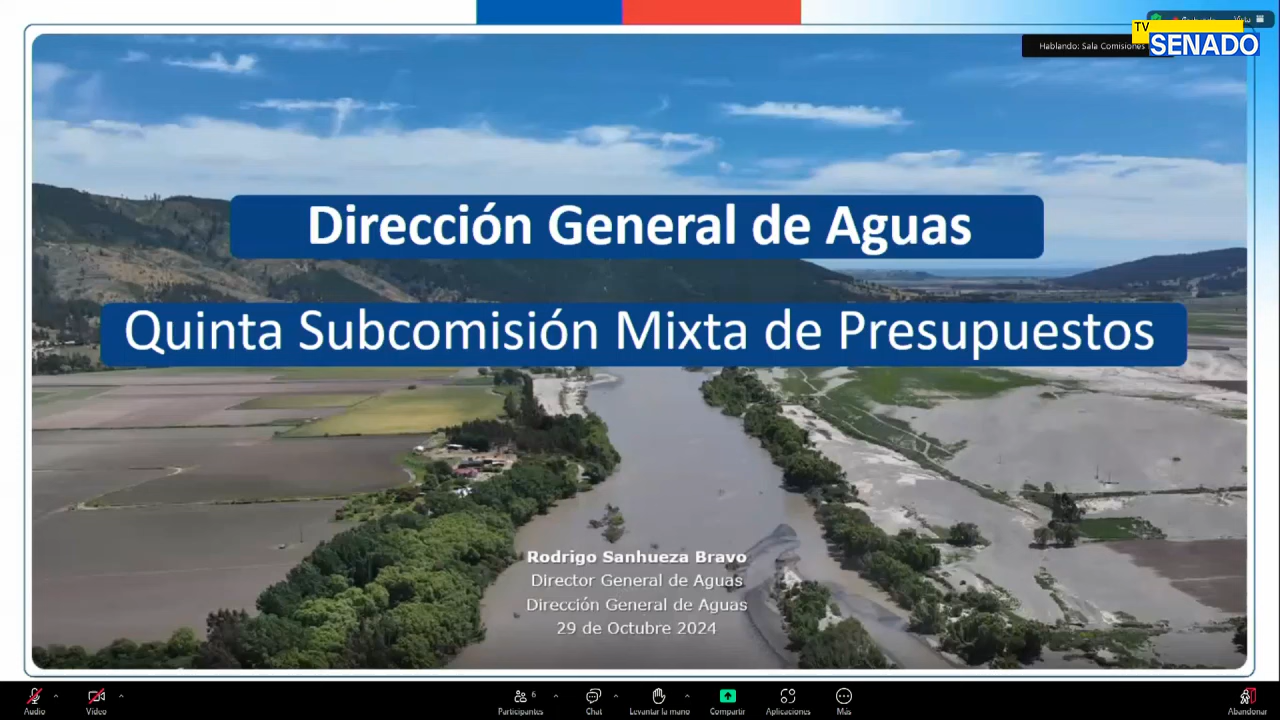 Vista
TV
SENADO
Hablando: Sala Comisiones
Dirección General de Aguas
Quinta Subcomisión Mixta de Presupuestos
Rodrigo Sanhueza Bravo
Director General de Aguas
Dirección General de Aguas
29 de Octubre 2024
Audio
Video
6
Participantes
Chat
Levantar la mano
Compartir
Aplicaciones
Más
Abandonar